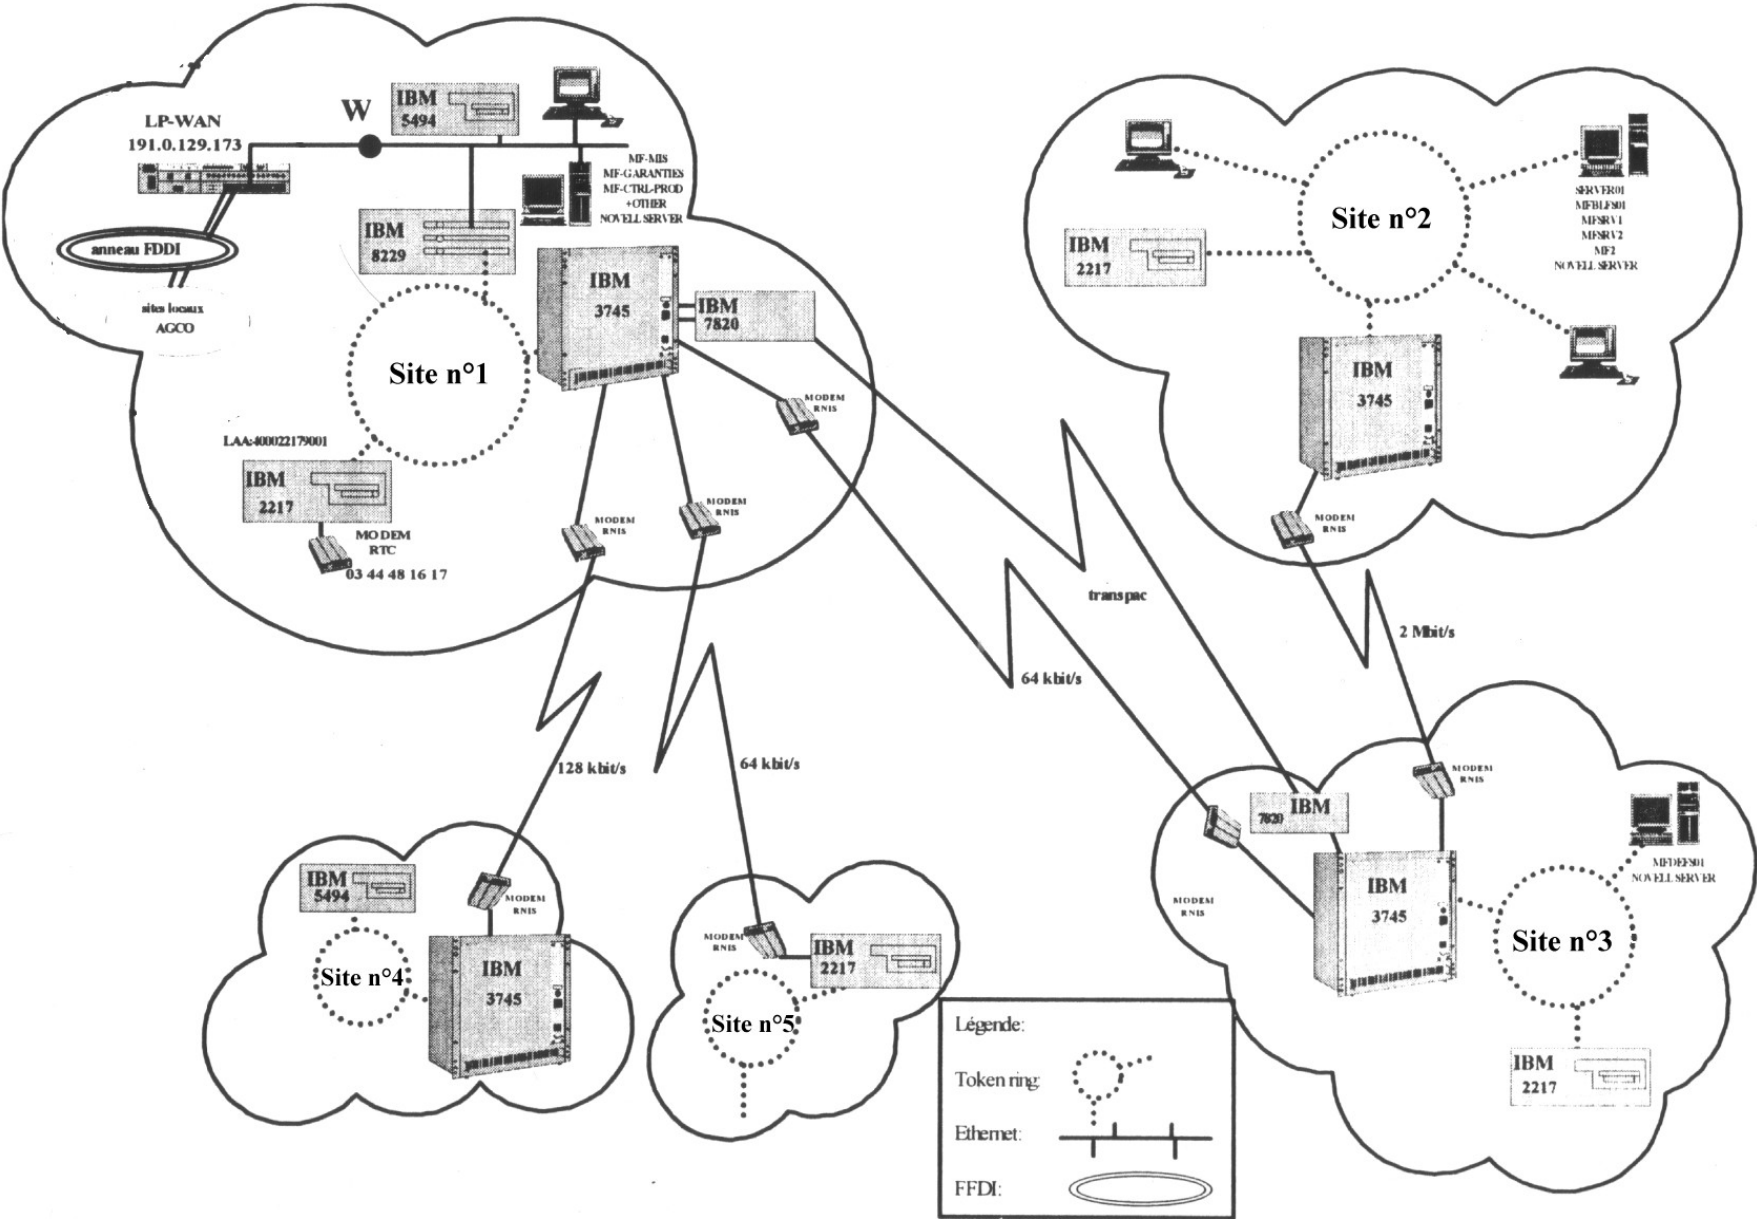 LP-WAN
191.0.129.173
W
IBM
5494
MF-MIS
MF-GARANTIES
MF-CTRL-PROD
+OTHER
NOVELL SERVER
anneau FDDI
sites locaux
AGCO
IBM
8229
IBM
3745
IBM
7820
Site n°1
MODEM
RNIS
LAA:400022179001
IBM
2217
MODEM
RTC
03 44 48 16 17
MODEM
RNIS
MODEM
RNIS
Site n°2
SERVER01
MFBLFS01
MFSRV1
MFSRV2
MF2
NOVELL SERVER
IBM
2217
IBM
3745
MODEM
RNIS
transpac
2 Mbit/s
64 kbit/s
128 kbit/s
64 kbit/s
MODEM
RNIS
IBM
7820
MFDEFS01
NOVELL SERVER
MODEM
RNIS
IBM
3745
Site n°3
IBM
2217
IBM
5494
MODEM
RNIS
Site n°4
IBM
3745
MODEM
RNIS
IBM
2217
Site n°5
Légende:
Token ring:
Ethernet:
FFDI: